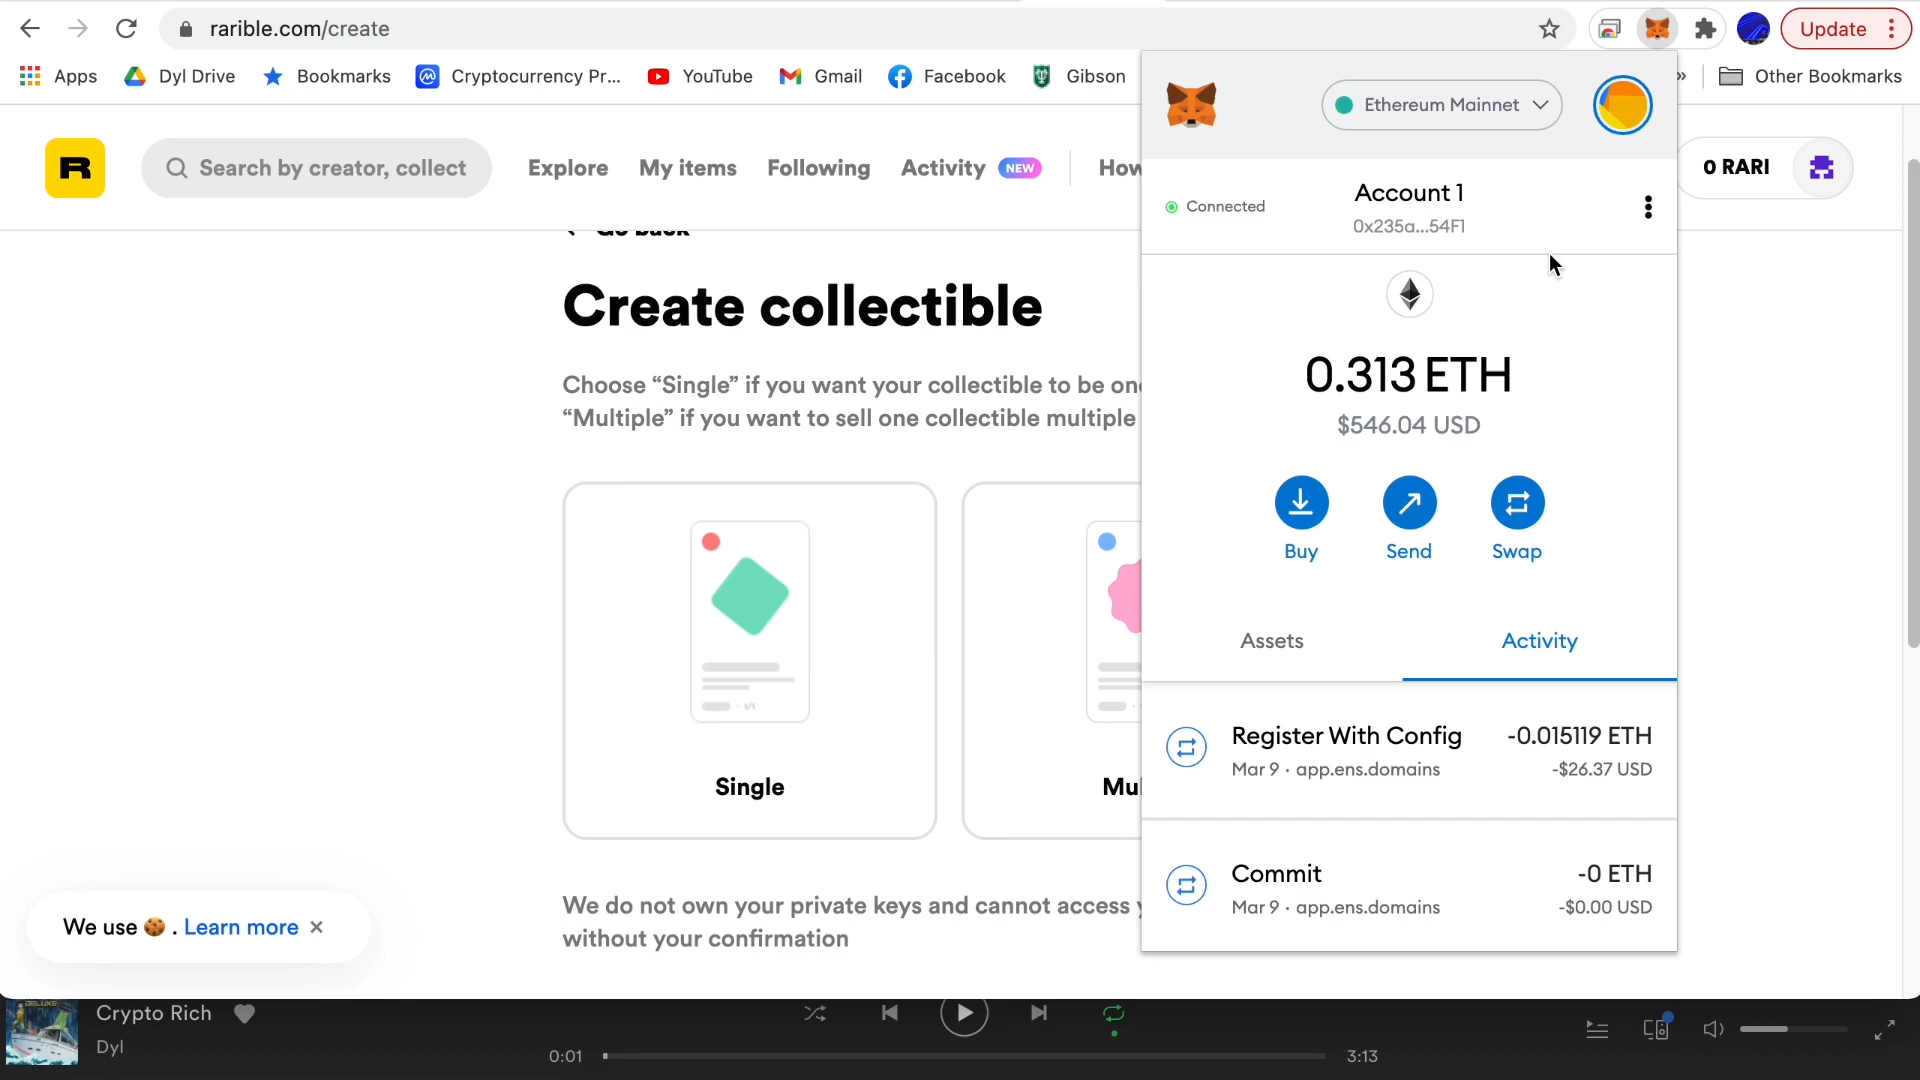 rarible.com/create
Update
Apps
Dyl Drive
Bookmarks
Cryptocurrency Pr...
YouTube
Gmail
Facebook
Gibson
»
Other Bookmarks
R
Search by creator, collect
Explore
My items
Following
Activity NEW
How
0 RARI
Go back
Create collectible
Choose “Single” if you want your collectible to be one
“Multiple” if you want to sell one collectible multiple
Single
Mul
We do not own your private keys and cannot access
without your confirmation
Ethereum Mainnet
Connected
Account 1
0x235a...54F1
0.313 ETH
$546.04 USD
Buy
Send
Swap
Assets
Activity
Register With Config
-0.015119 ETH
Mar 9 · app.ens.domains
-$26.37 USD
Commit
-0 ETH
Mar 9 · app.ens.domains
-$0.00 USD
We use 🍪 . Learn more ×
DELUXE
Crypto Rich
Dyl
0:01
3:13